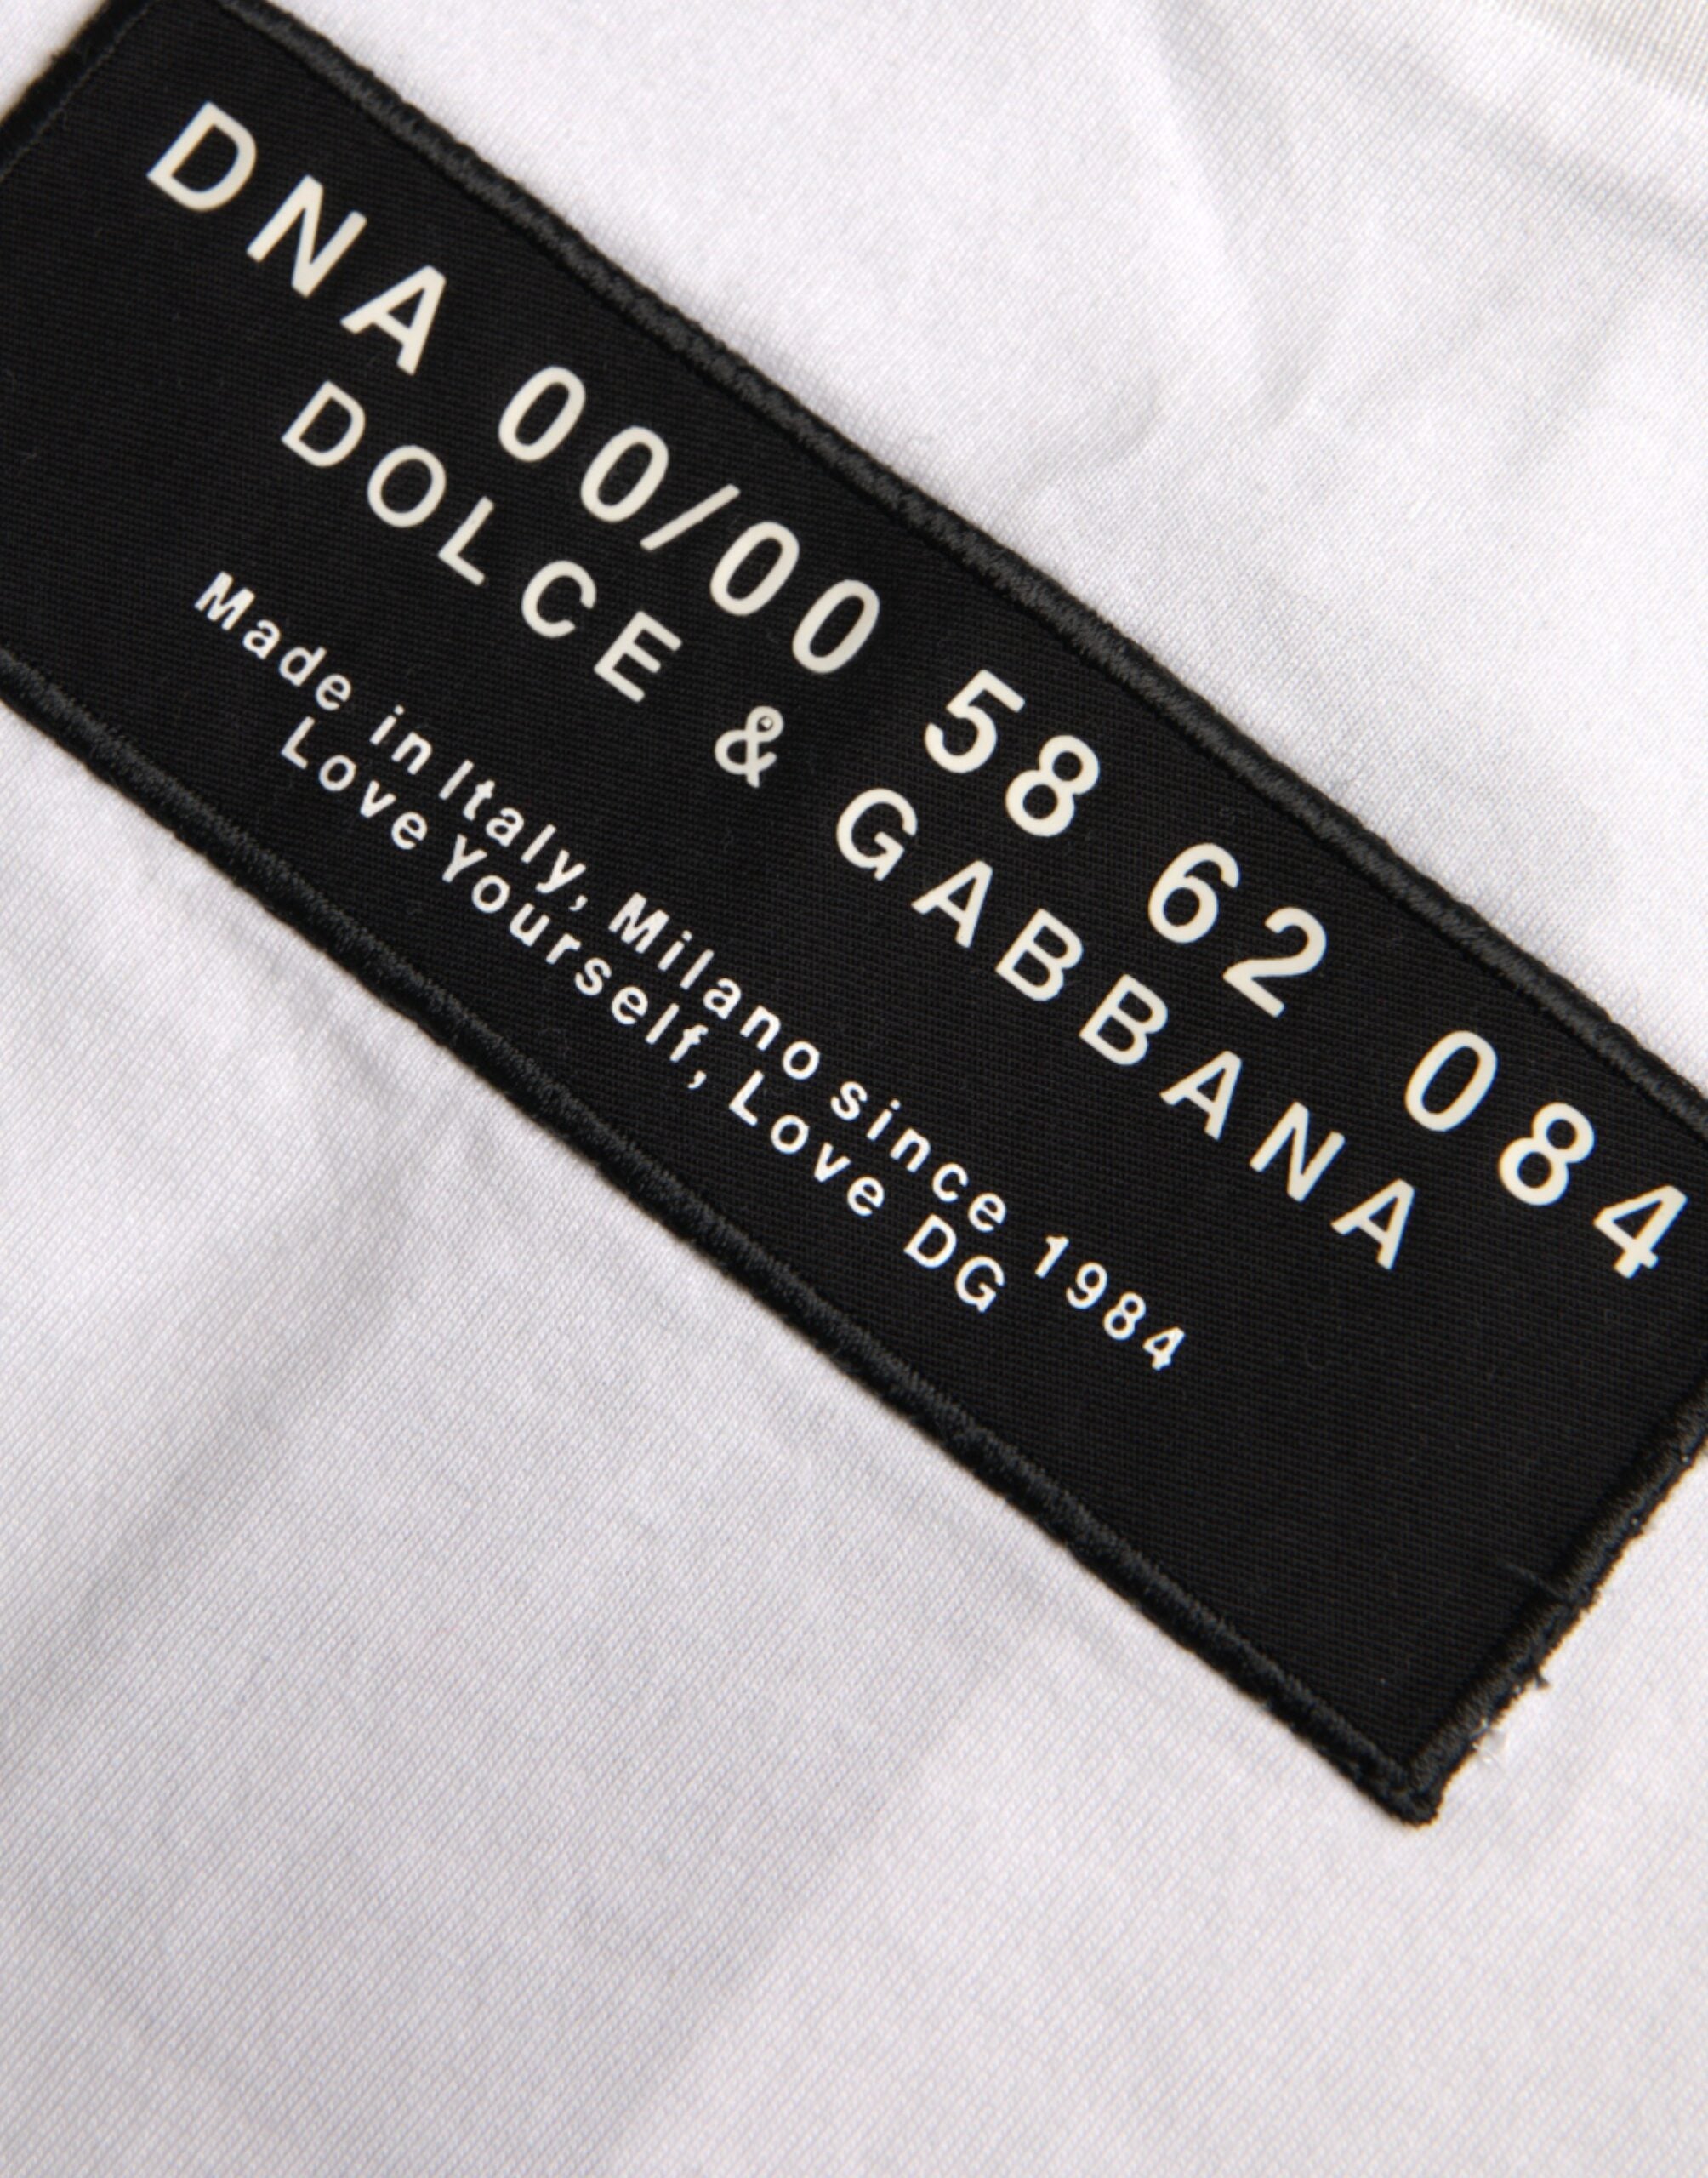 DNA 00/00 58 62 084
DOLCE & GABBANA
Made in Italy, Milano since 1984
Love Yourself, Love DG